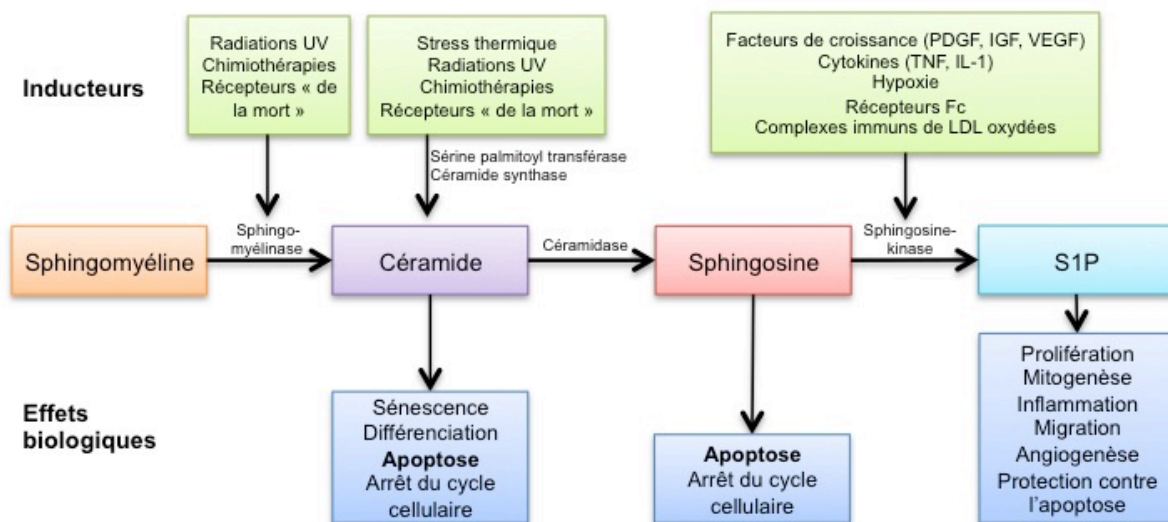 Inducteurs
Radiations UV
Chimiothérapies
Récepteurs « de
la mort »
Stress thermique
Radiations UV
Chimiothérapies
Récepteurs « de la mort »
Facteurs de croissance (PDGF, IGF, VEGF)
Cytokines (TNF, IL-1)
Hypoxie
Récepteurs Fc
Complexes immuns de LDL oxydées
Sérine palmitoyl transférase
Céramide synthase
Sphingomyéline
Sphingo-
myélinase
Céramide
Céramidase
Sphingosine
Sphingosine-
kinase
S1P
Effets
biologiques
Sénescence
Différenciation
Apoptose
Arrêt du cycle
cellulaire
Apoptose
Arrêt du cycle
cellulaire
Prolifération
Mitogenèse
Inflammation
Migration
Angiogenèse
Protection contre
l'apoptose